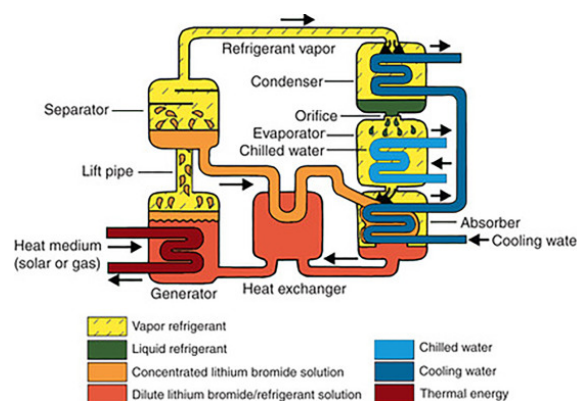 Refrigerant vapor
Condenser
Separator
Orifice
Evaporator
Chilled water
Lift pipe
Absorber
Heat medium
(solar or gas)
Cooling wate
Generator
Heat exchanger
Vapor refrigerant
Liquid refrigerant
Concentrated lithium bromide solution
Dilute lithium bromide/refrigerant solution
Chilled water
Cooling water
Thermal energy